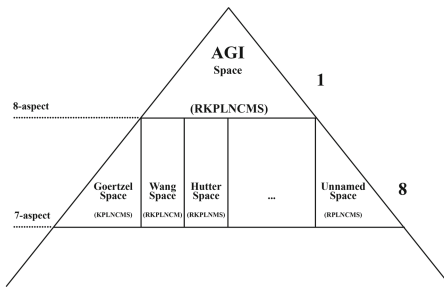 AGI
Space
1
(RKPLNCMS)
8-aspect
Goertzel
Space
(KPLNCMS)
Wang
Space
(RKPLNCM)
Hutter
Space
(RKPLNMS)
...
Unnamed
Space
(RPLNCMS)
8
7-aspect